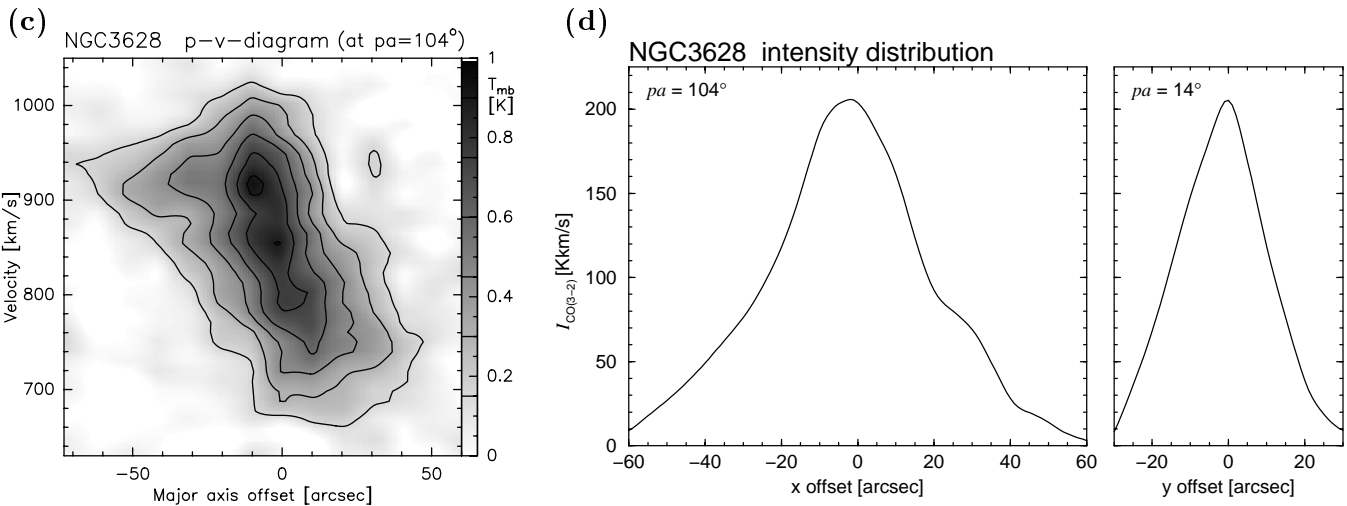 (c)
NGC3628 p-v-diagram (at pa=104°)
1
T_mb
[K]
0.8
0.6
0.4
0.2
0
1000
900
800
700
Velocity [km/s]
−50 0 50
Major axis offset [arcsec]
(d)
NGC3628 intensity distribution
pa = 104°
200
150
100
50
0
I_CO(3−2) [Kkm/s]
−60 −40 −20 0 20 40 60
x offset [arcsec]
pa = 14°
−20 0 20
y offset [arcsec]